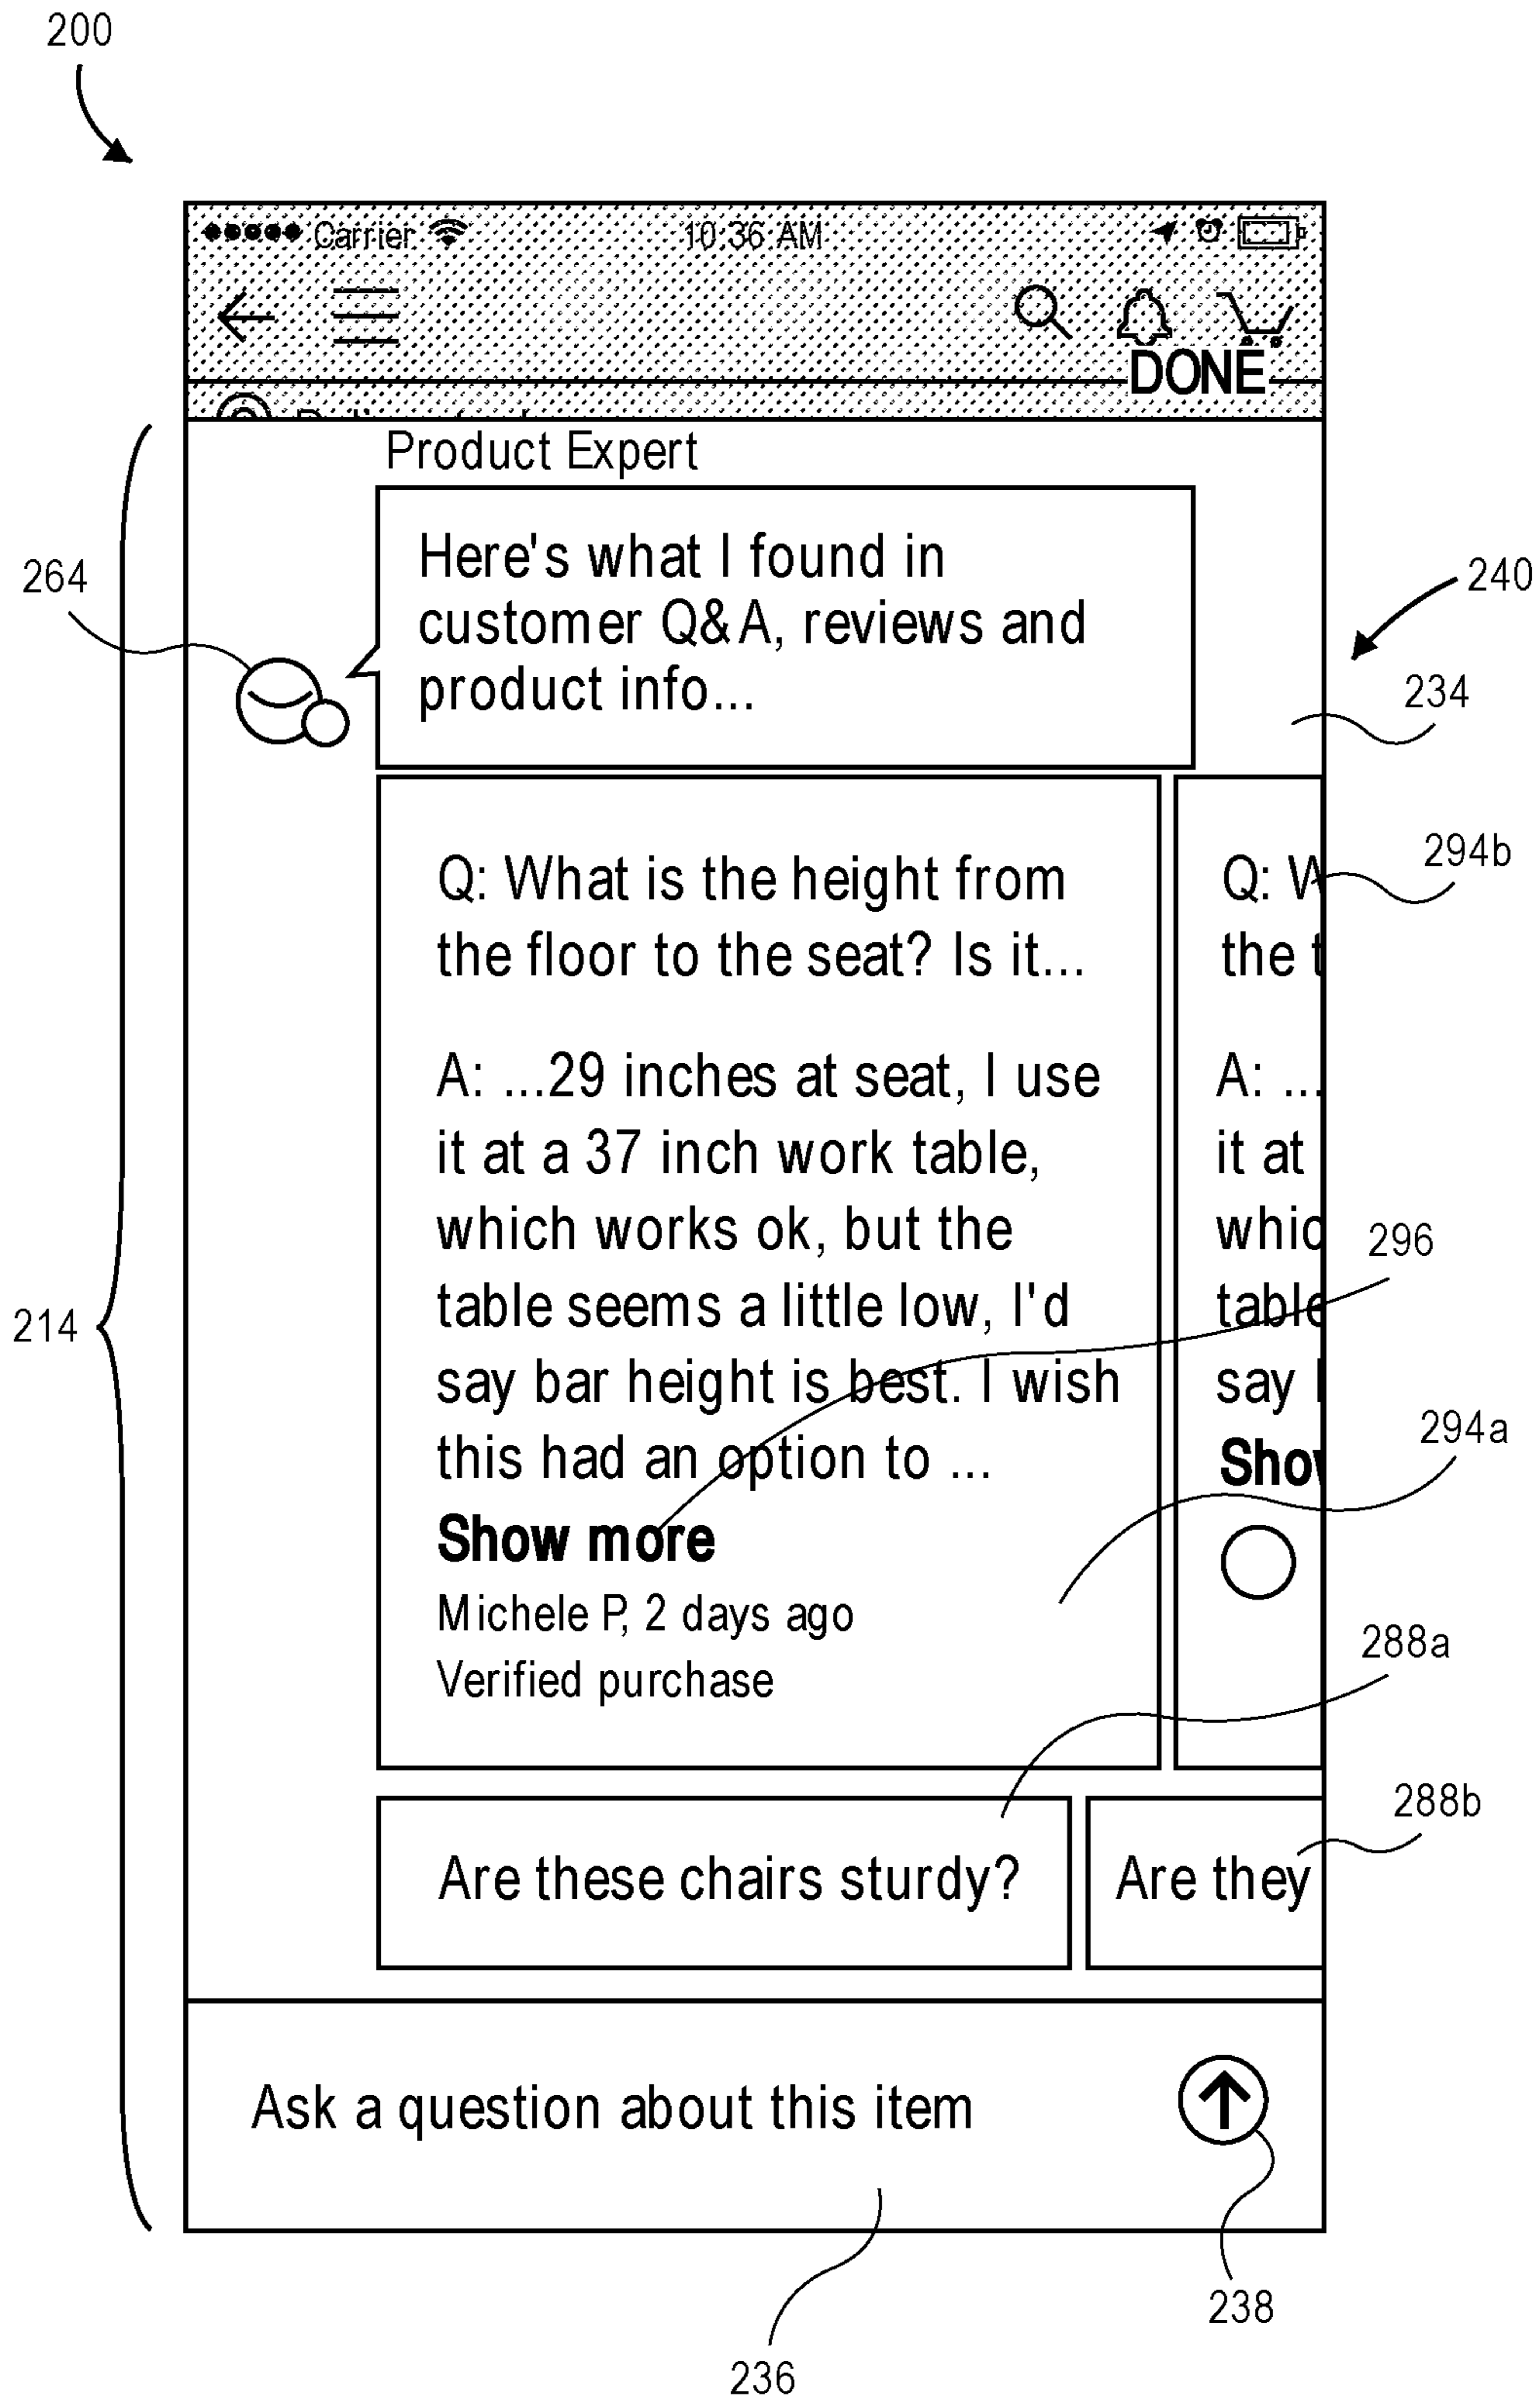 200
Carrier 10:36 AM
DONE
Product Expert
Here's what I found in
customer Q&A, reviews and
product info...
264
240
234
Q: What is the height from
the floor to the seat? Is it...
A: ...29 inches at seat, I use
it at a 37 inch work table,
which works ok, but the
table seems a little low, I'd
say bar height is best. I wish
this had an option to ...
Show more
Michele P, 2 days ago
Verified purchase
Q: W
the t
A: ...
it at
whic
table
say
Show
294b
296
294a
214
288a
288b
Are these chairs sturdy?
Are they
Ask a question about this item
238
236